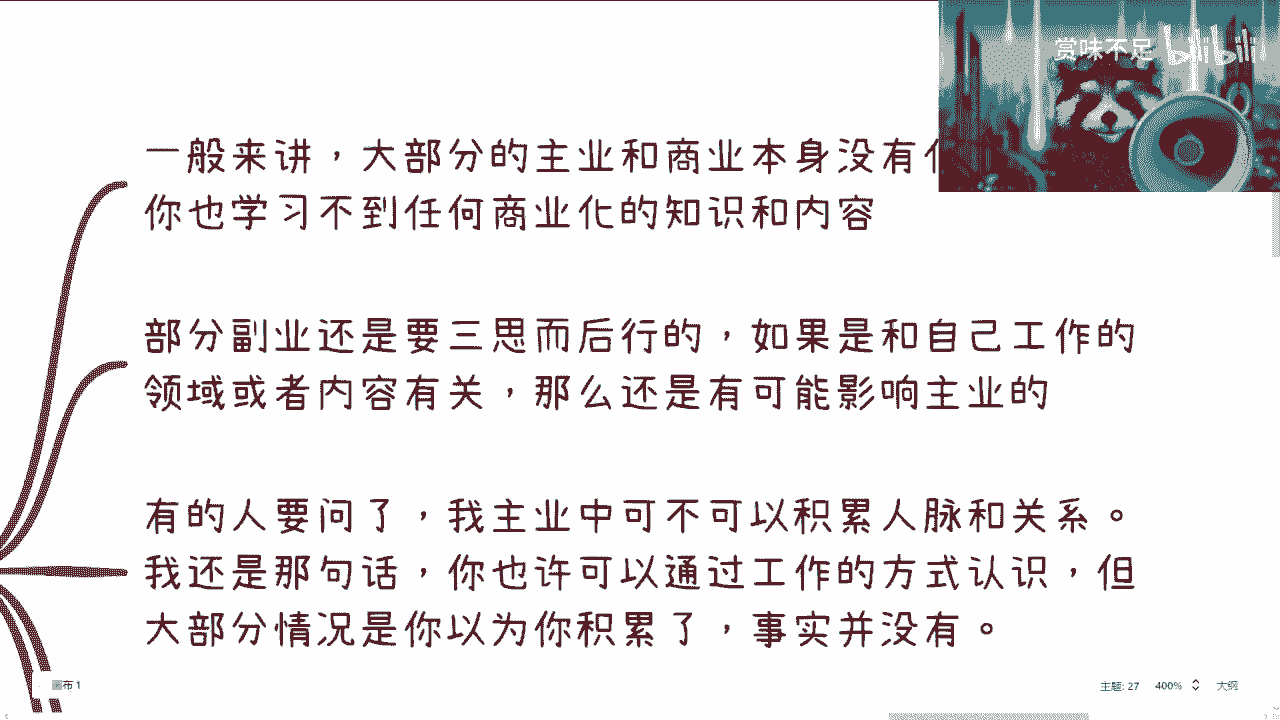 赏味不足 bilibili
一般来讲，大部分的主业和商业本身没有
你也学习不到任何商业化的知识和内容
部分副业还是要三思而后行的，如果是和自己工作的
领域或者内容有关，那么还是有可能影响主业的
有的人要问了，我主业中可不可以积累人脉和关系。
我还是那句话，你也许可以通过工作的方式认识，但
大部分情况是你以为你积累了，事实并没有。
布 1
主题: 27 400% 大纲